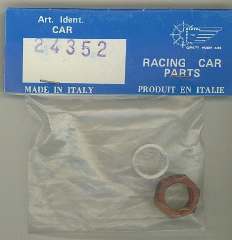 Art. Ident.
CAR
24352
RACING CAR
PARTS
MADE IN ITALY
PRODUIT EN ITALIE